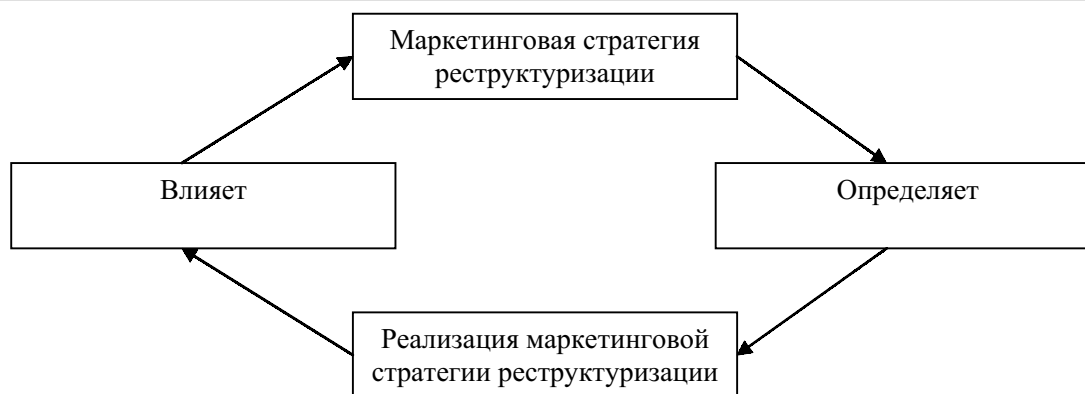 Маркетинговая стратегия
реструктуризации
Влияет
Определяет
Реализация маркетинговой
стратегии реструктуризации